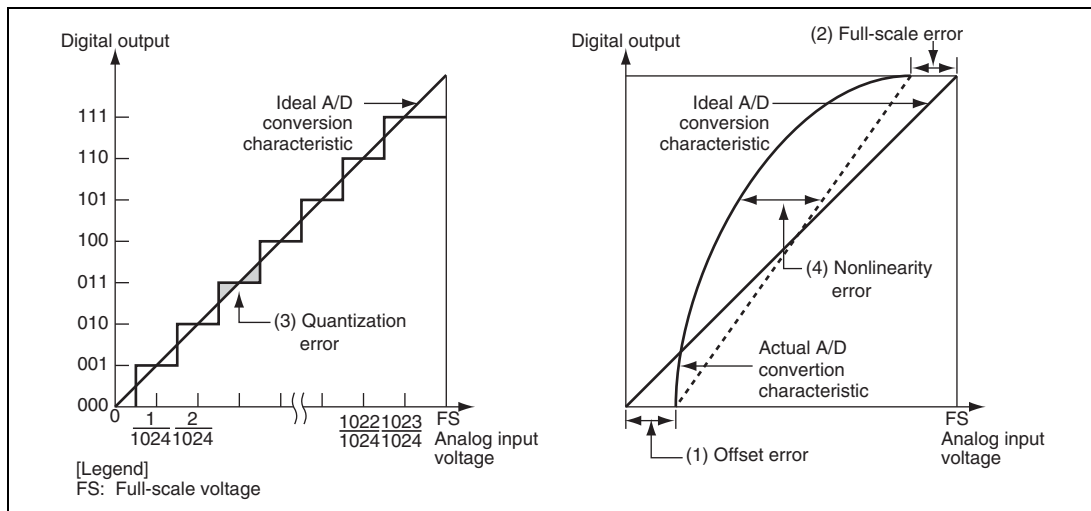 Digital output
Ideal A/D
conversion
characteristic
111
110
101
100
011
010
001
000
(3) Quantization
error
0
1
1024
2
1024
1022
1024
1023
1024
FS
Analog input
voltage
[Legend]
FS: Full-scale voltage
Digital output
(2) Full-scale error
Ideal A/D
conversion
characteristic
(4) Nonlinearity
error
Actual A/D
convertion
characteristic
FS
Analog input
voltage
(1) Offset error